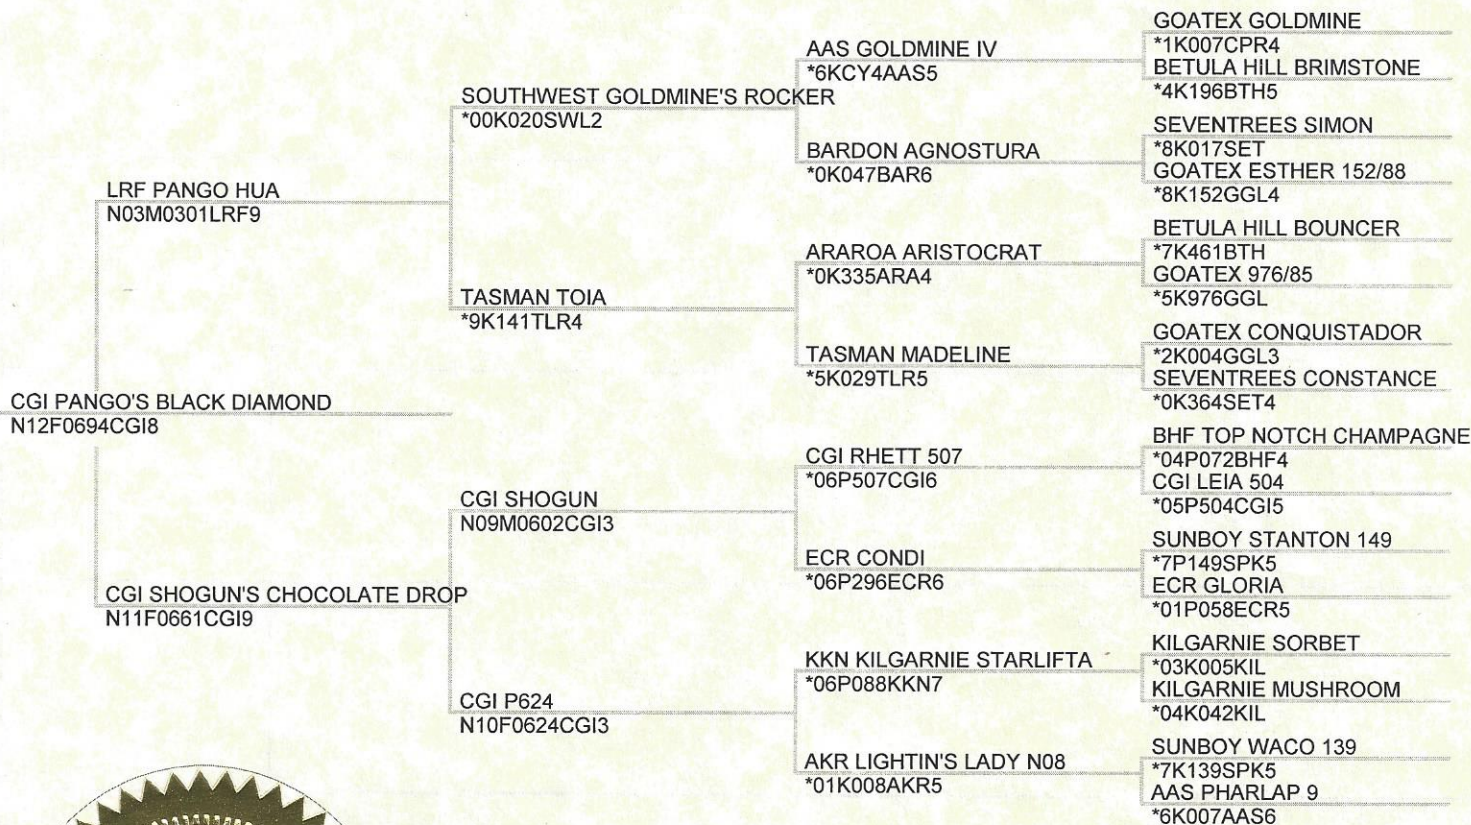 CGI PANGO'S BLACK DIAMOND
N12F0694CGI8
LRF PANGO HUA
N03M0301LRF9
CGI SHOGUN'S CHOCOLATE DROP
N11F0661CGI9
SOUTHWEST GOLDMINE'S ROCKER
*00K020SWL2
TASMAN TOIA
*9K141TLR4
CGI SHOGUN
N09M0602CGI3
CGI P624
N10F0624CGI3
AAS GOLDMINE IV
*6KCY4AAS5
BARDON AGNOSTURA
*0K047BAR6
ARAROA ARISTOCRAT
*0K335ARA4
TASMAN MADELINE
*5K029TLR5
CGI RHETT 507
*06P507CGI6
ECR CONDI
*06P296ECR6
KKN KILGARNIE STARLIFTA
*06P088KKN7
AKR LIGHTIN'S LADY N08
*01K008AKR5
GOATEX GOLDMINE
*1K007CPR4
BETULA HILL BRIMSTONE
*4K196BTH5
SEVENTREES SIMON
*8K017SET
GOATEX ESTHER 152/88
*8K152GGL4
BETULA HILL BOUNCER
*7K461BTH
GOATEX 976/85
*5K976GGL
GOATEX CONQUISTADOR
*2K004GGL3
SEVENTREES CONSTANCE
*0K364SET4
BHF TOP NOTCH CHAMPAGNE
*04P072BHF4
CGI LEIA 504
*05P504CGI5
SUNBOY STANTON 149
*7P149SPK5
ECR GLORIA
*01P058ECR5
KILGARNIE SORBET
*03K005KIL
KILGARNIE MUSHROOM
*04K042KIL
SUNBOY WACO 139
*7K139SPK5
AAS PHARLAP 9
*6K007AAS6